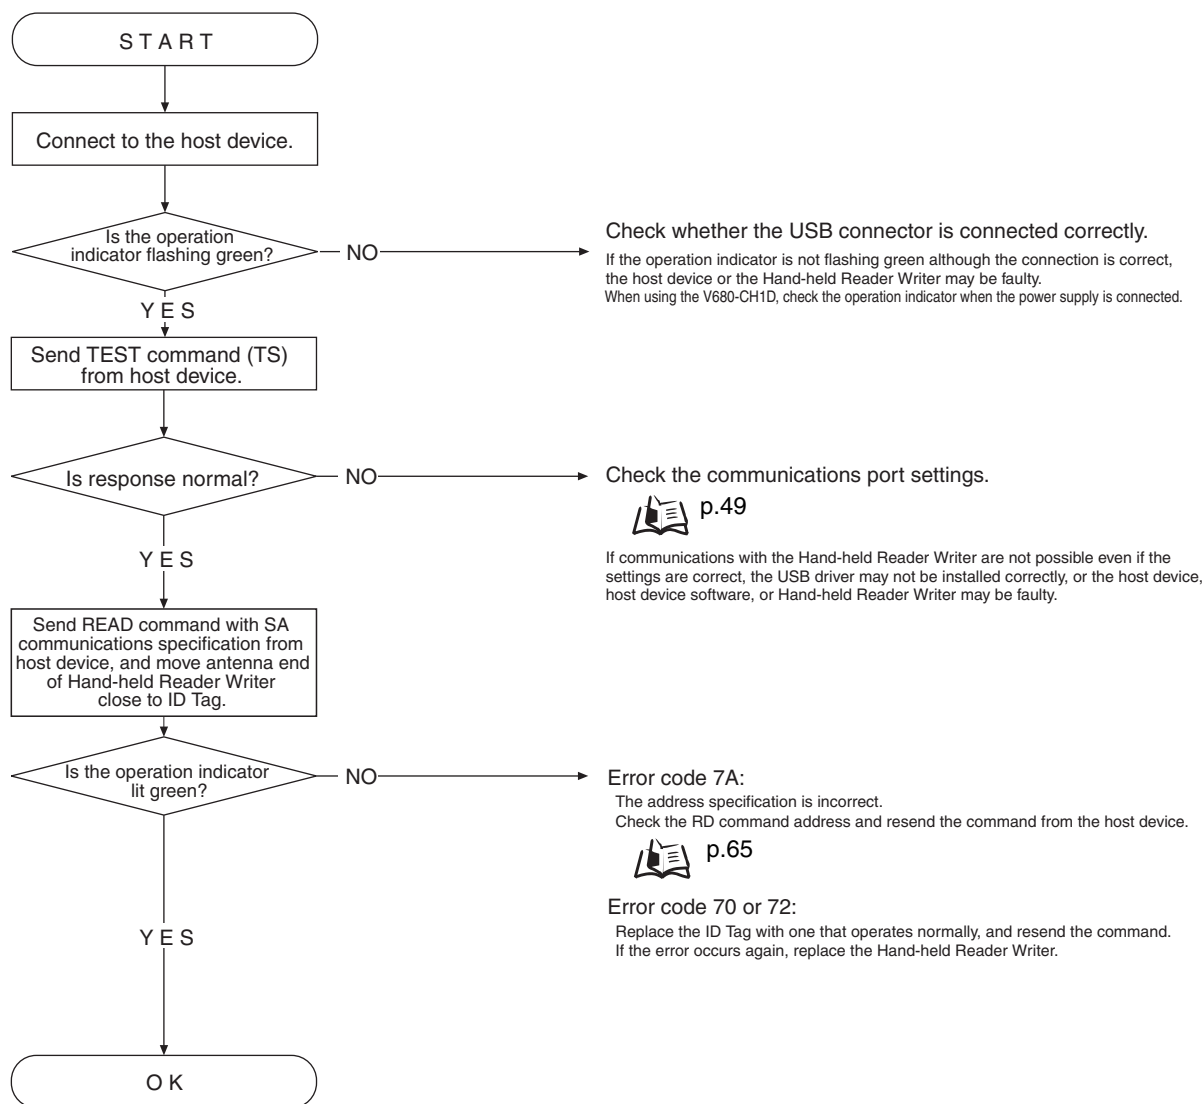 S T A R T
Connect to the host device.
Is the operation
indicator flashing green?
NO
Check whether the USB connector is connected correctly.
If the operation indicator is not flashing green although the connection is correct,
the host device or the Hand-held Reader Writer may be faulty.
When using the V680-CH1D, check the operation indicator when the power supply is connected.
Y E S
Send TEST command (TS)
from host device.
Is response normal?
NO
Check the communications port settings.
p.49
If communications with the Hand-held Reader Writer are not possible even if the
settings are correct, the USB driver may not be installed correctly, or the host device,
host device software, or Hand-held Reader Writer may be faulty.
Y E S
Send READ command with SA
communications specification from
host device, and move antenna end
of Hand-held Reader Writer
close to ID Tag.
Is the operation indicator
lit green?
NO
Error code 7A:
The address specification is incorrect.
Check the RD command address and resend the command from the host device.
p.65
Error code 70 or 72:
Replace the ID Tag with one that operates normally, and resend the command.
If the error occurs again, replace the Hand-held Reader Writer.
Y E S
O K